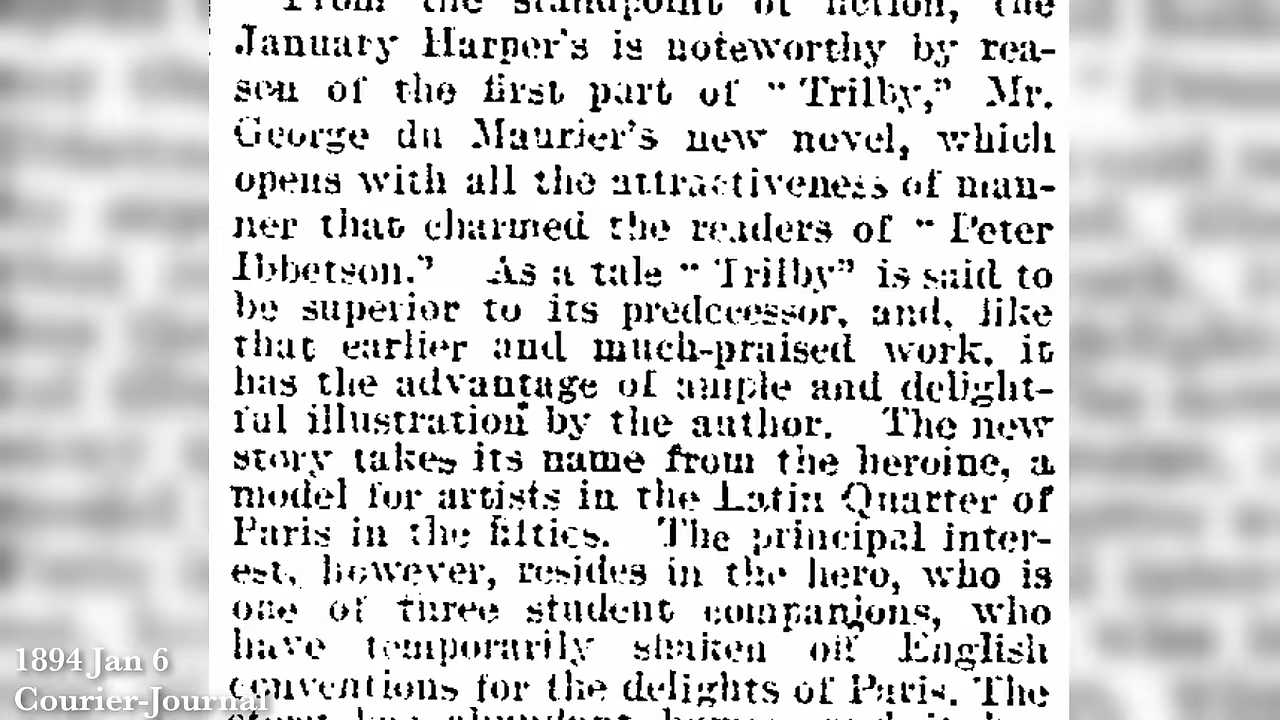 From the standpoint of fiction, the
January Harper's is noteworthy by rea-
son of the first part of "Trilby," Mr.
George du Maurier's new novel, which
opens with all the attractiveness of man-
ner that charmed the readers of "Peter
Ibbetson." As a tale "Trilby" is said to
be superior to its predecessor, and, like
that earlier and much-praised work, it
has the advantage of ample and delight-
ful illustration by the author. The new
story takes its name from the heroine, a
model for artists in the Latin Quarter of
Paris in the fifties. The principal inter-
est, however, resides in the hero, who is
one of three student companions, who
have temporarily shaken off English
conventions for the delights of Paris. The
1894 Jan 6
Courier-Journal